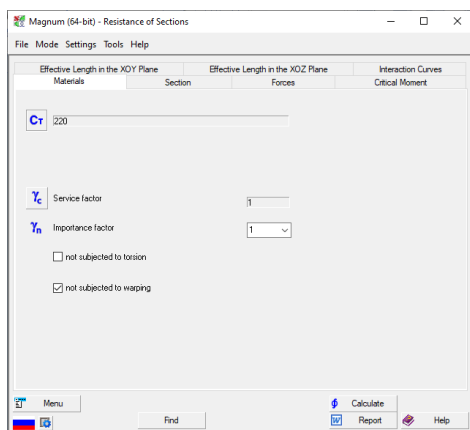 Magnum (64-bit) - Resistance of Sections
File Mode Settings Tools Help
Effective Length in the XOY Plane Effective Length in the XOZ Plane Interaction Curves
Materials Section Forces Critical Moment
Ст 220
γc Service factor 1
γn Importance factor 1
not subjected to torsion
not subjected to warping
Menu Calculate
Find Report Help